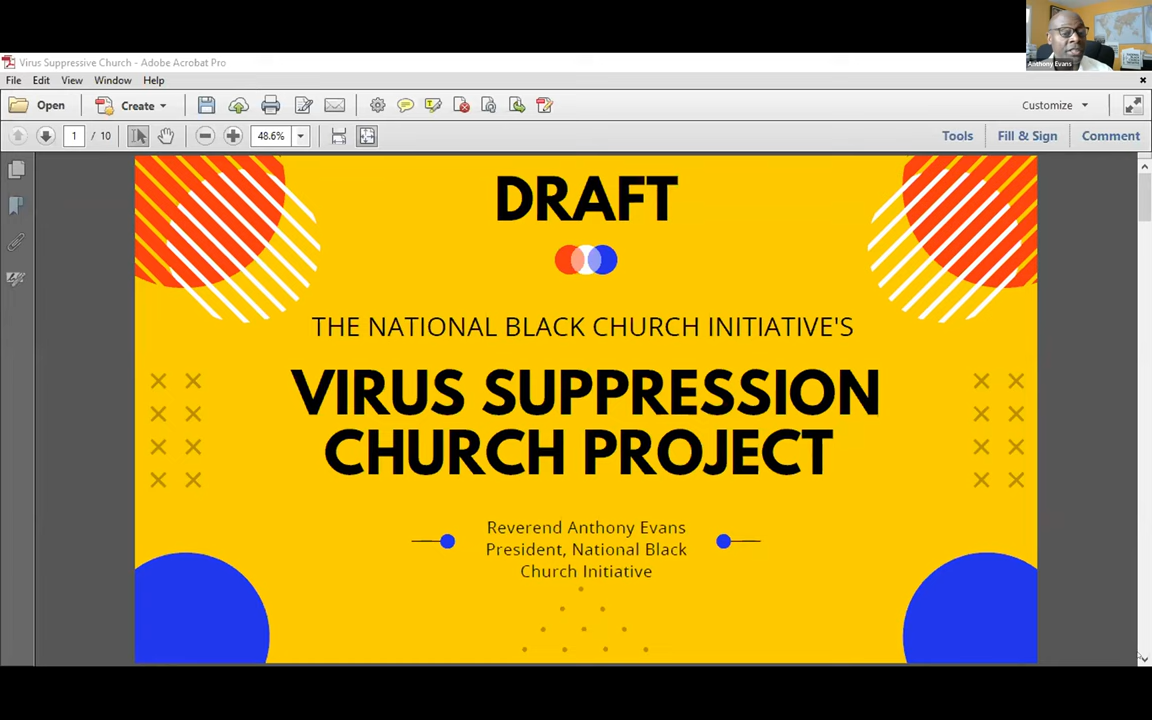 Virus Suppressive Church - Adobe Acrobat Pro
Anthony Evans
File Edit View Window Help
Open Create Customize
1 / 10 48.6% Tools Fill & Sign Comment
DRAFT
THE NATIONAL BLACK CHURCH INITIATIVE'S
VIRUS SUPPRESSION
CHURCH PROJECT
Reverend Anthony Evans
President, National Black
Church Initiative